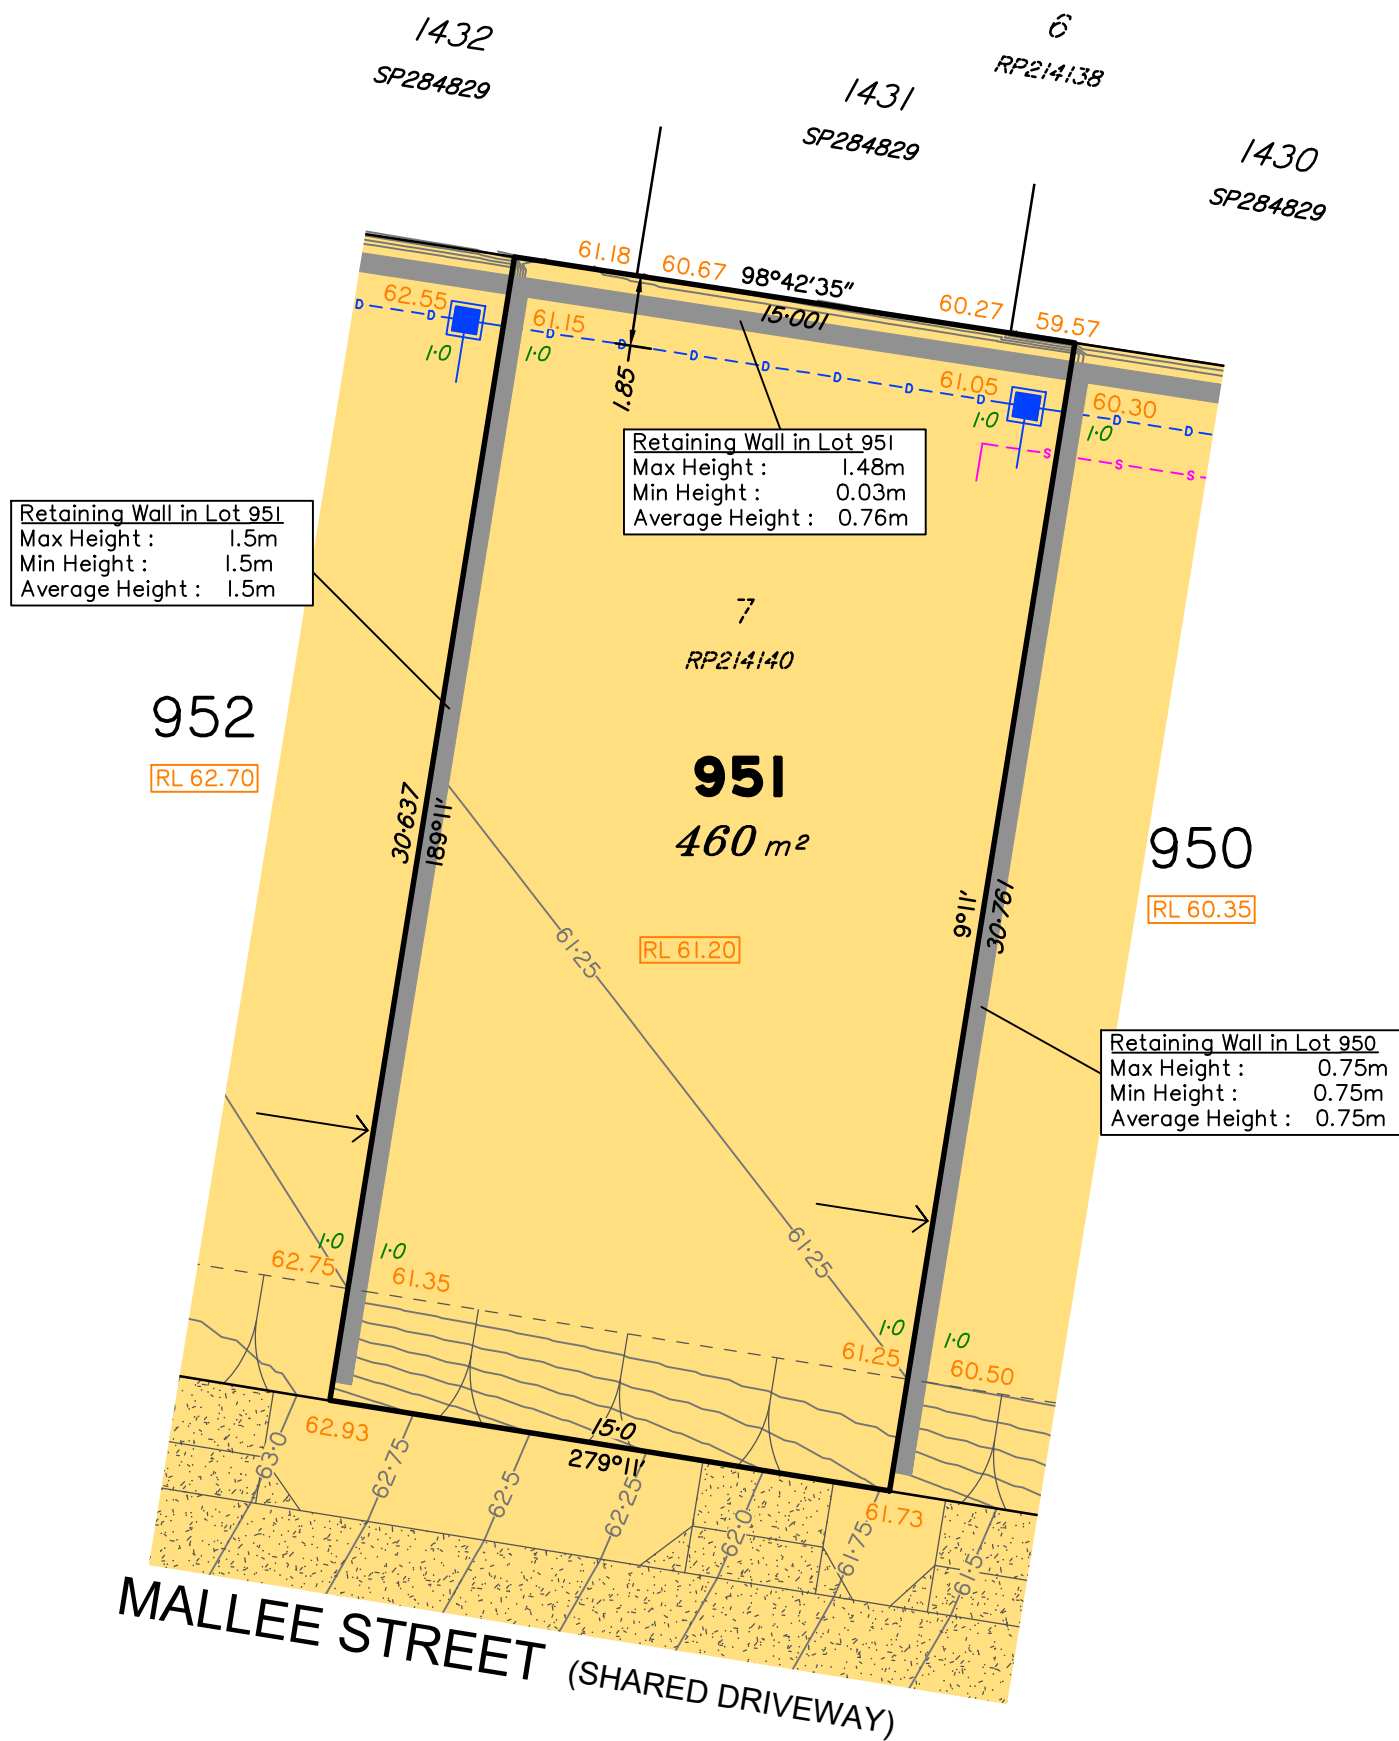 1432
SP284829
6
RP214138
1431
SP284829
1430
SP284829
61.18
60.67
98°42'35"
15·001
60.27
59.57
62.55
61.15
1·0
1·0
D
D
D
D
D
D
D
D
D
D
D
1.85
61.05
60.30
1·0
1·0
S
S
S
Retaining Wall in Lot 951
Max Height : 1.48m
Min Height : 0.03m
Average Height : 0.76m
Retaining Wall in Lot 951
Max Height : 1.5m
Min Height : 1.5m
Average Height : 1.5m
7
RP214140
952
RL 62.70
951
460 m²
30·637
189°11'
950
RL 60.35
9°11'
30·761
61·25
RL 61.20
Retaining Wall in Lot 950
Max Height : 0.75m
Min Height : 0.75m
Average Height : 0.75m
61·25
1·0
1·0
62.75
61.35
1·0
1·0
61.25
60.50
62.93
15·0
279°11'
61.73
63·0
62·75
62·5
62·25
62·0
61·75
61·5
MALLEE STREET (SHARED DRIVEWAY)